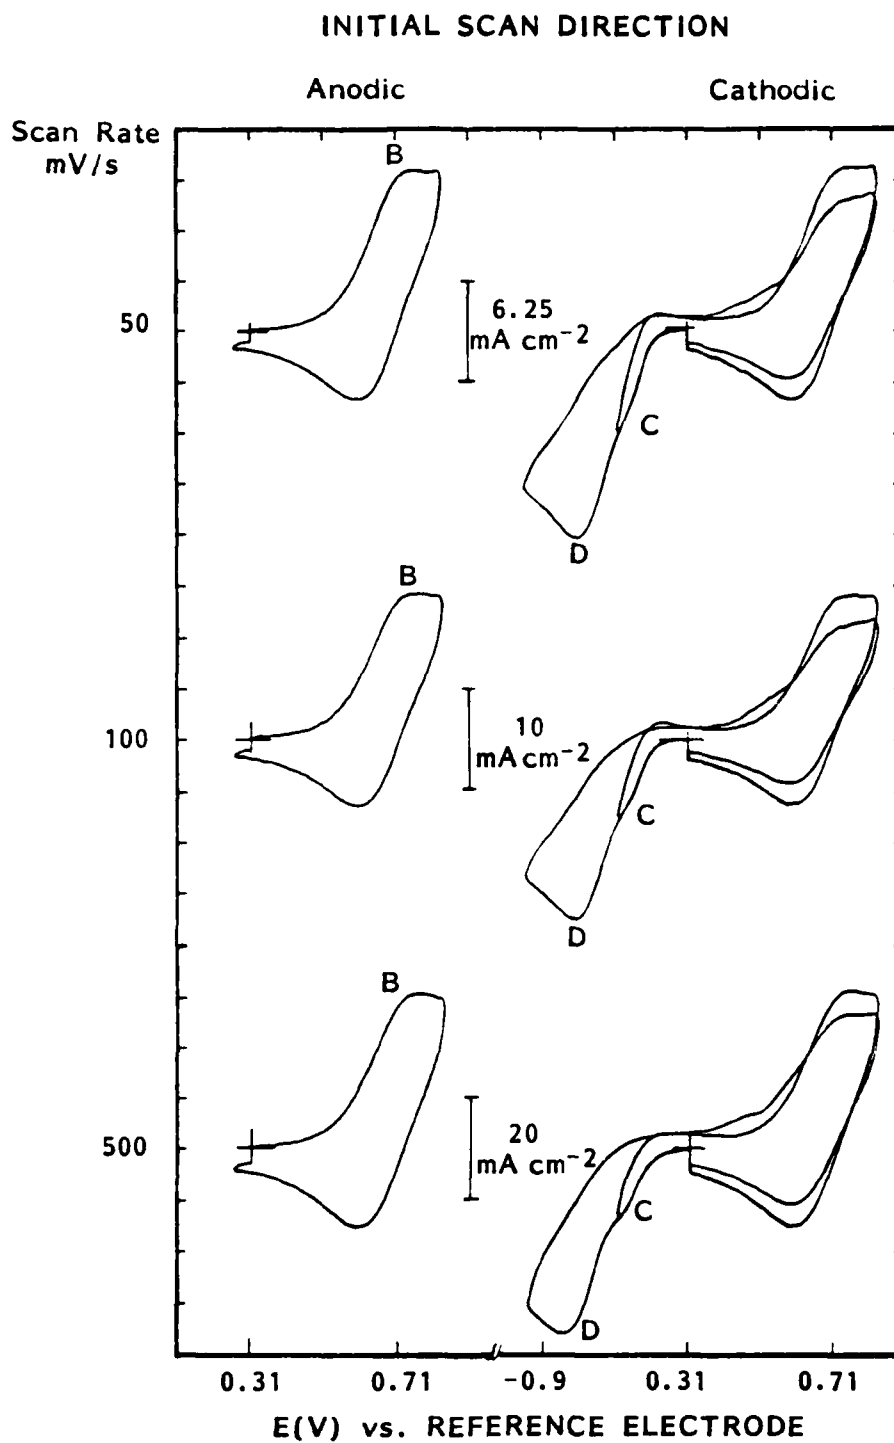 INITIAL SCAN DIRECTION
Anodic Cathodic
Scan Rate
mV/s
B
50
6.25
mA cm−2
C
D
B
100
10
mA cm−2
C
D
B
500
20
mA cm−2
C
D
0.31 0.71 −0.9 0.31 0.71
E(V) vs. REFERENCE ELECTRODE